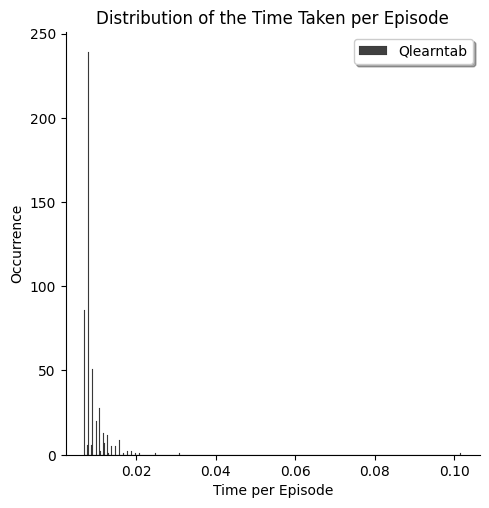 Distribution of the Time Taken per Episode
Qlearntab
Occurrence
250
200
150
100
50
0
0.02 0.04 0.06 0.08 0.10
Time per Episode